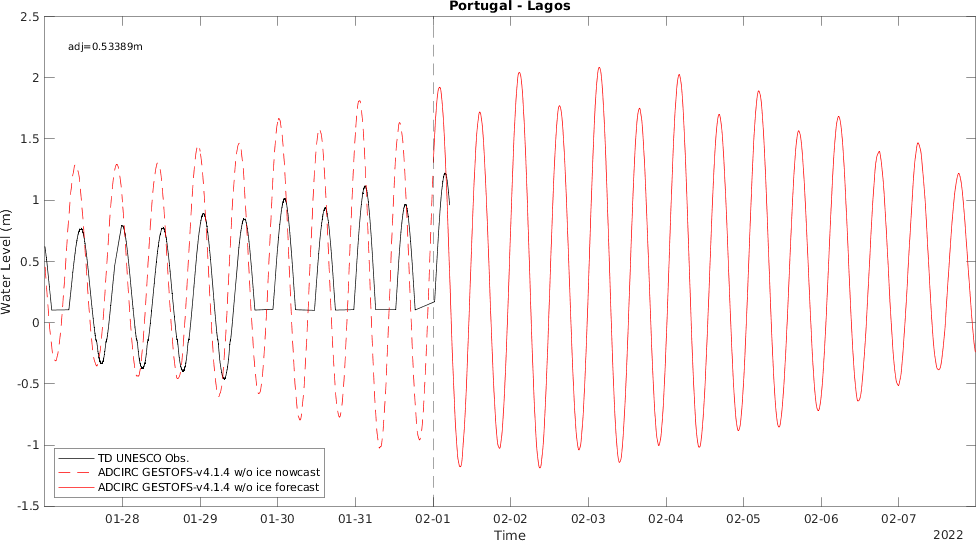 Portugal - Lagos
adj=0.53389m
Water Level (m)
2.5
2
1.5
1
0.5
0
-0.5
-1
-1.5
TD UNESCO Obs.
ADCIRC GESTOFS-v4.1.4 w/o ice nowcast
ADCIRC GESTOFS-v4.1.4 w/o ice forecast
01-28 01-29 01-30 01-31 02-01 02-02 02-03 02-04 02-05 02-06 02-07
Time
2022